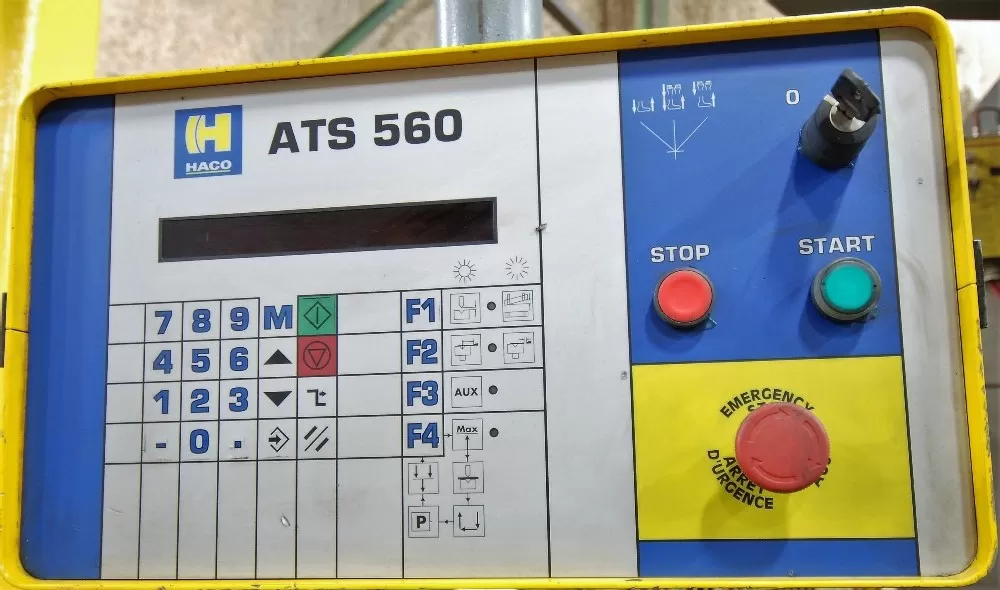 HACO
ATS 560
0
STOP
START
7 8 9 M
F1
4 5 6
F2
1 2 3
F3
AUX
- 0 .
F4
Max
P
EMERGENCY
ARRET
D'URGENCE